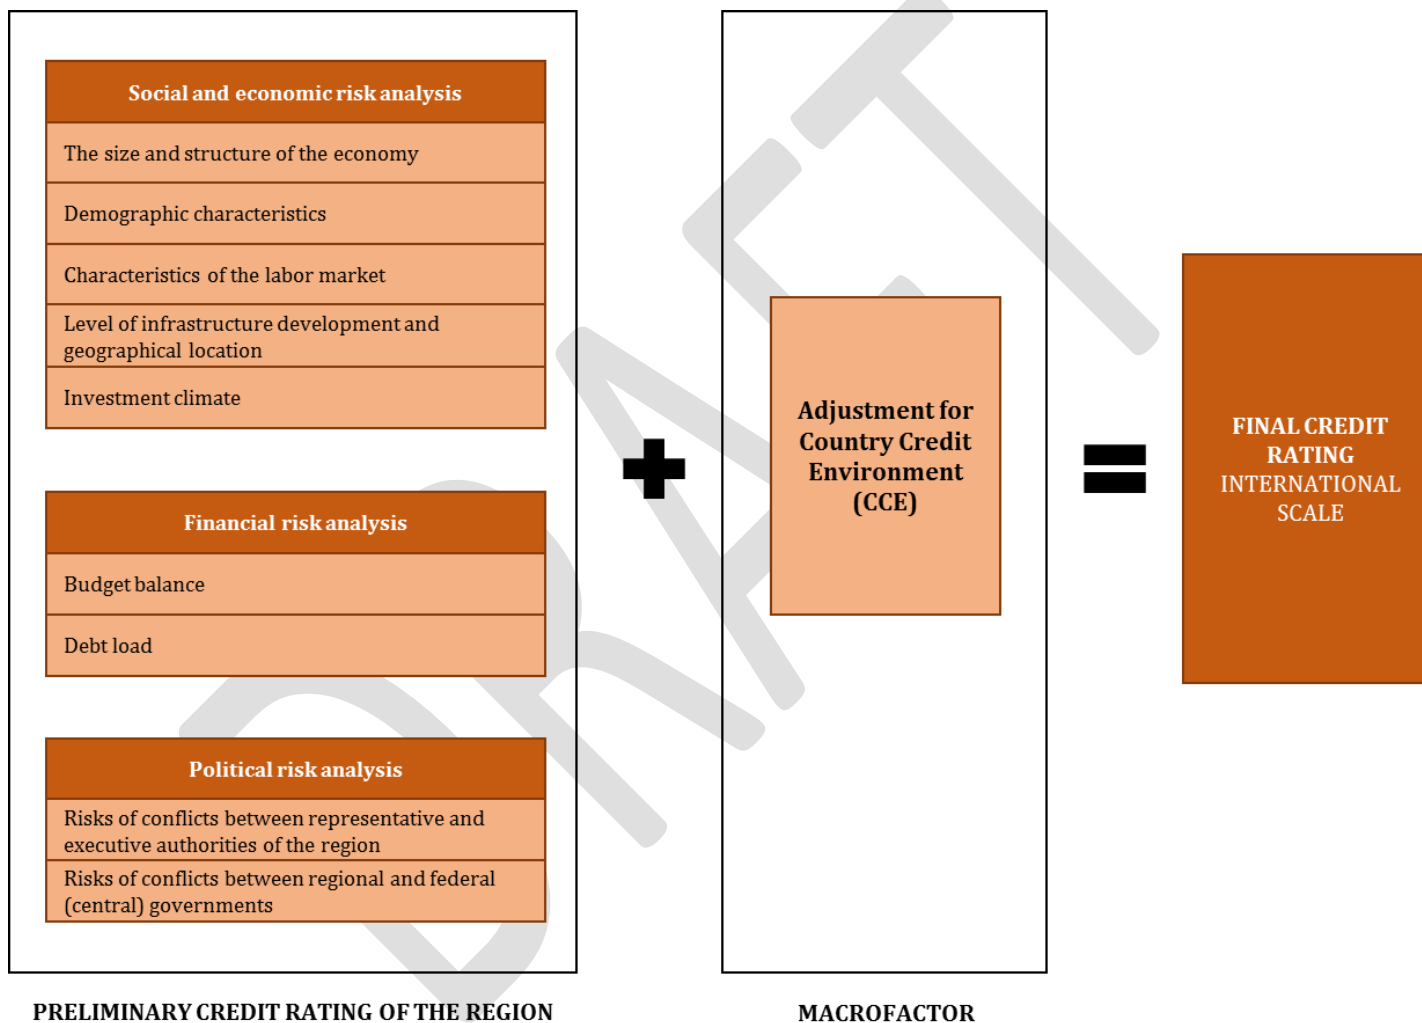 Social and economic risk analysis
The size and structure of the economy
Demographic characteristics
Characteristics of the labor market
Level of infrastructure development and
geographical location
Investment climate
Financial risk analysis
Budget balance
Debt load
Political risk analysis
Risks of conflicts between representative and
executive authorities of the region
Risks of conflicts between regional and federal
(central) governments
PRELIMINARY CREDIT RATING OF THE REGION
Adjustment for
Country Credit
Environment
(CCE)
MACROFACTOR
FINAL CREDIT
RATING
INTERNATIONAL
SCALE
DRAFT